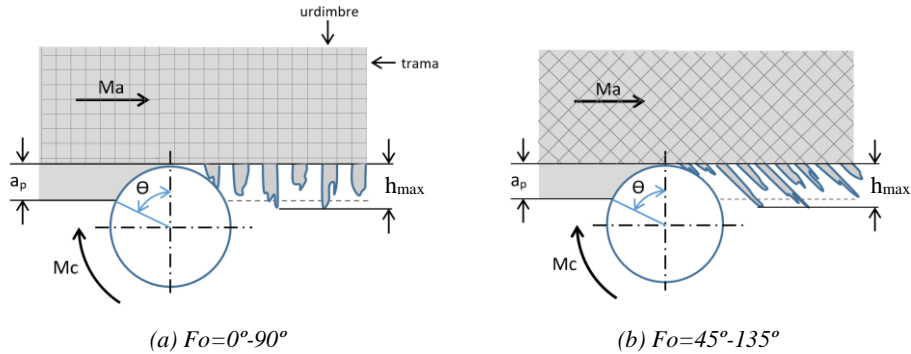 urdimbre
trama
Ma
Ma
aₚ
ϴ
hₘₐₓ
aₚ
ϴ
hₘₐₓ
Mc
Mc
(a) Fo=0º-90º
(b) Fo=45º-135º